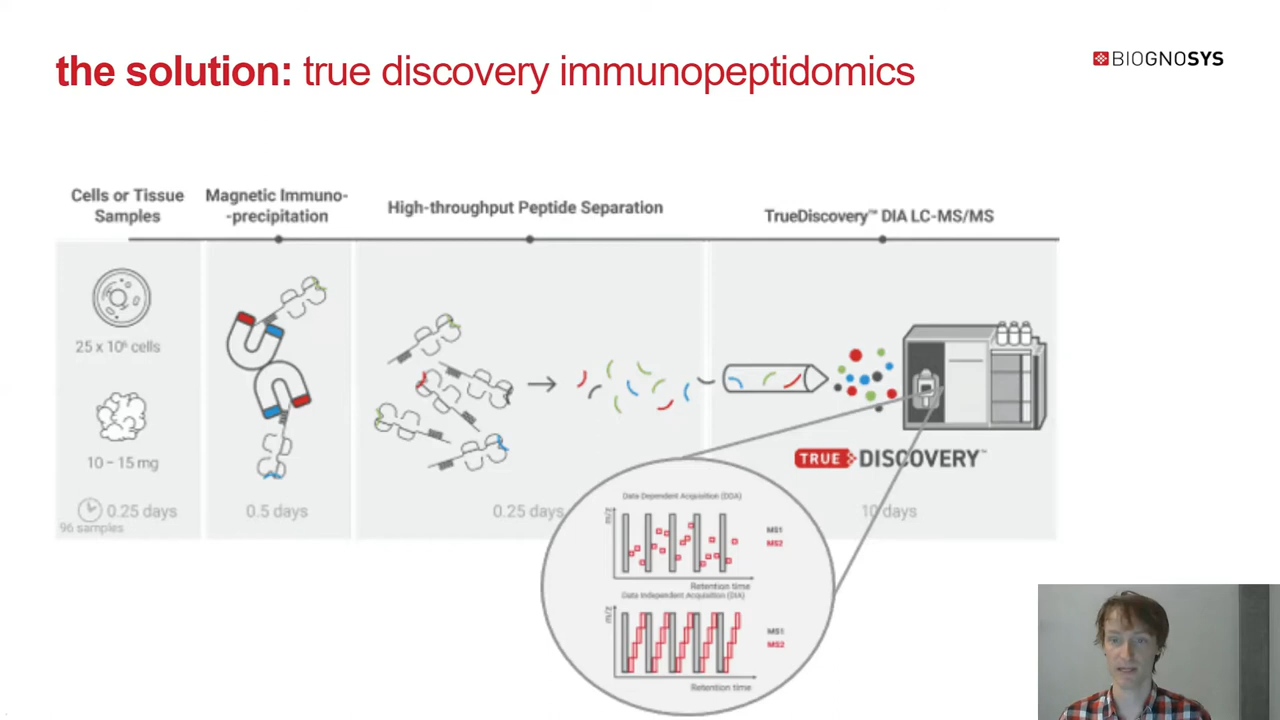 the solution: true discovery immunopeptidomics
BIOGNOSYS
Cells or Tissue
Samples
Magnetic Immuno-
-precipitation
High-throughput Peptide Separation
TrueDiscovery™ DIA LC-MS/MS
25 x 10⁶ cells
10 – 15 mg
0.25 days
96 samples
0.5 days
0.25 days
10 days
TRUE DISCOVERY™
Data Dependent Acquisition (DDA)
m/z
MS1
MS2
Retention time
Data Independent Acquisition (DIA)
m/z
MS1
MS2
Retention time